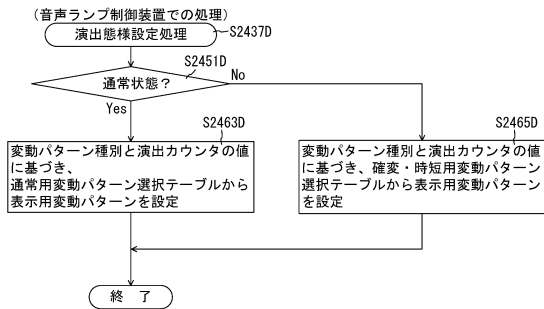 (音声ランプ制御装置での処理)
演出態様設定処理
S2437D
S2451D
通常状態?
No
Yes
S2463D
変動パターン種別と演出カウンタの値
に基づき、
通常用変動パターン選択テーブルから
表示用変動パターンを設定
S2465D
変動パターン種別と演出カウンタの値
に基づき、確変・時短用変動パターン
選択テーブルから表示用変動パターン
を設定
終 了